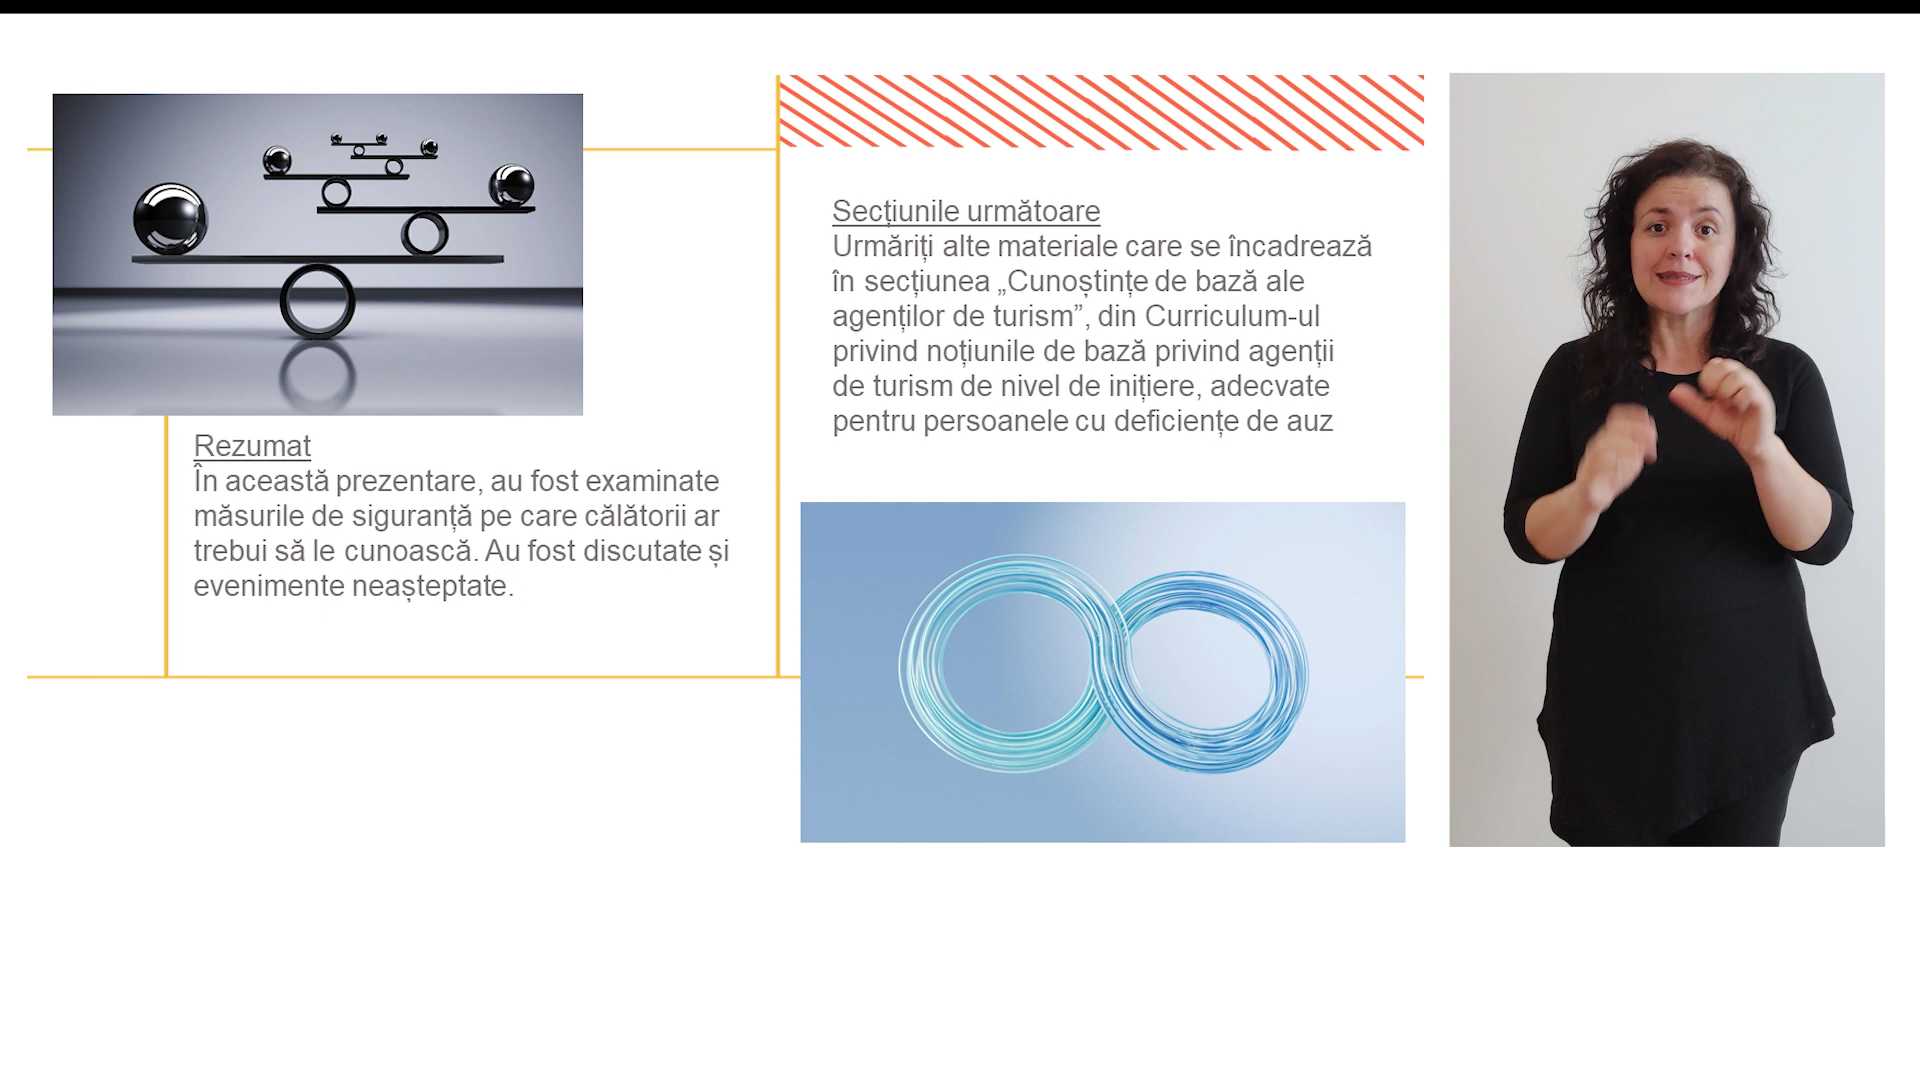 Rezumat
În această prezentare, au fost examinate
măsurile de siguranță pe care călătorii ar
trebui să le cunoască. Au fost discutate și
evenimente neașteptate.
Secțiunile următoare
Urmăriți alte materiale care se încadrează
în secțiunea „Cunoștințe de bază ale
agenților de turism”, din Curriculum-ul
privind noțiunile de bază privind agenții
de turism de nivel de inițiere, adecvate
pentru persoanele cu deficiențe de auz